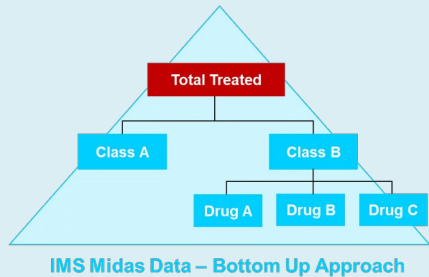 Total Treated
Class A
Class B
Drug A
Drug B
Drug C
IMS Midas Data – Bottom Up Approach